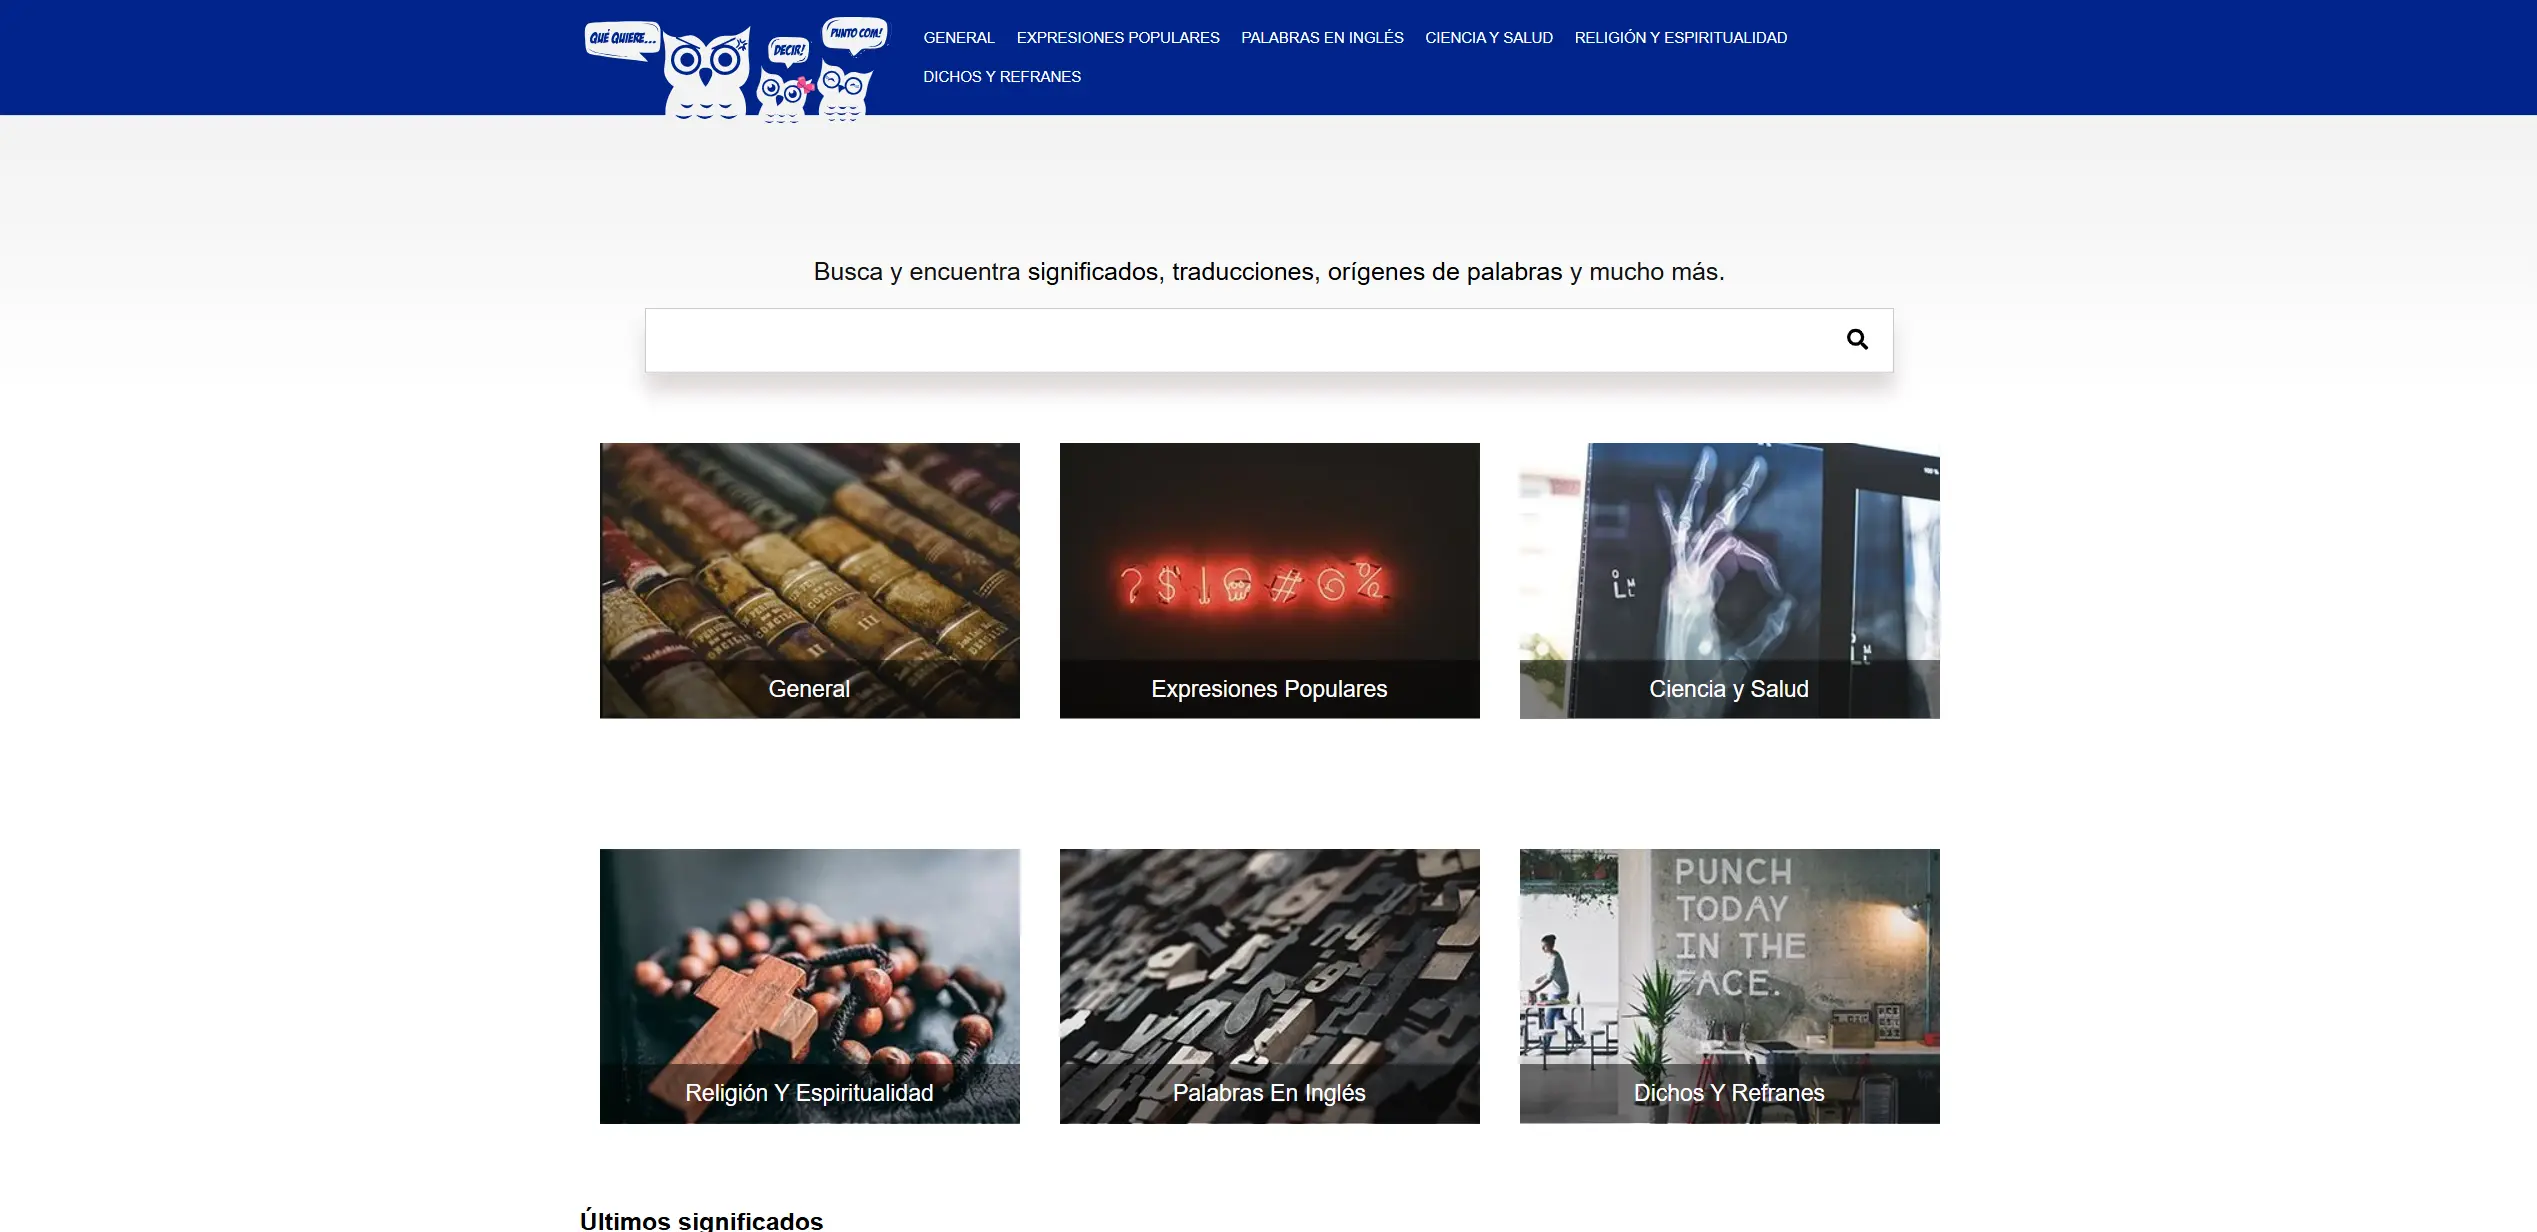 QUÉ QUIERE...
DECIR!
PUNTO COM!
GENERAL EXPRESIONES POPULARES PALABRAS EN INGLÉS CIENCIA Y SALUD RELIGIÓN Y ESPIRITUALIDAD
DICHOS Y REFRANES
Busca y encuentra significados, traducciones, orígenes de palabras y mucho más.
General
?$!#@%
Expresiones Populares
Ciencia y Salud
Religión Y Espiritualidad
Palabras En Inglés
PUNCH
TODAY
IN THE
FACE.
Dichos Y Refranes
Últimos significados